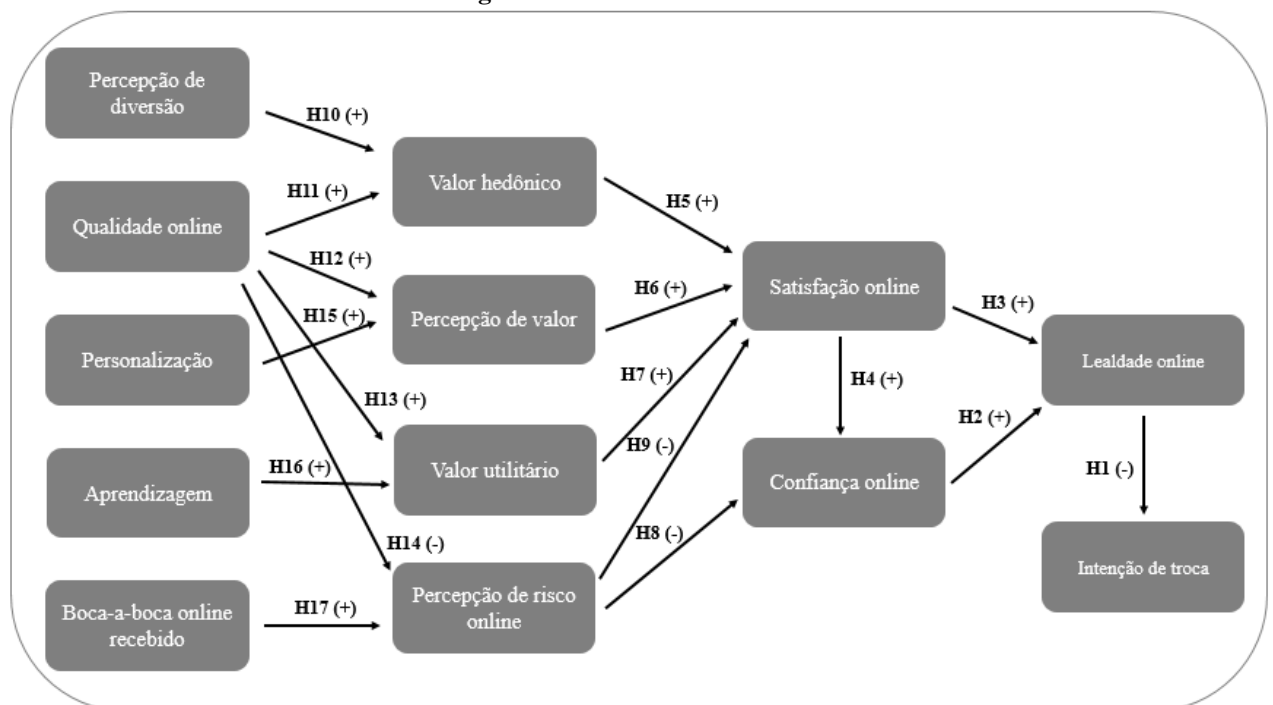 Percepção de
diversão
H10 (+)
Valor hedônico
H11 (+)
Qualidade online
H5 (+)
H12 (+)
Satisfação online
H6 (+)
H15 (+)
Percepção de valor
H3 (+)
Personalização
Lealdade online
H7 (+)
H4 (+)
H13 (+)
H2 (+)
H9 (-)
H16 (+)
Valor utilitário
H1 (-)
Aprendizagem
Confiança online
H14 (-)
H8 (-)
Intenção de troca
Percepção de risco
online
H17 (+)
Boca-a-boca online
recebido